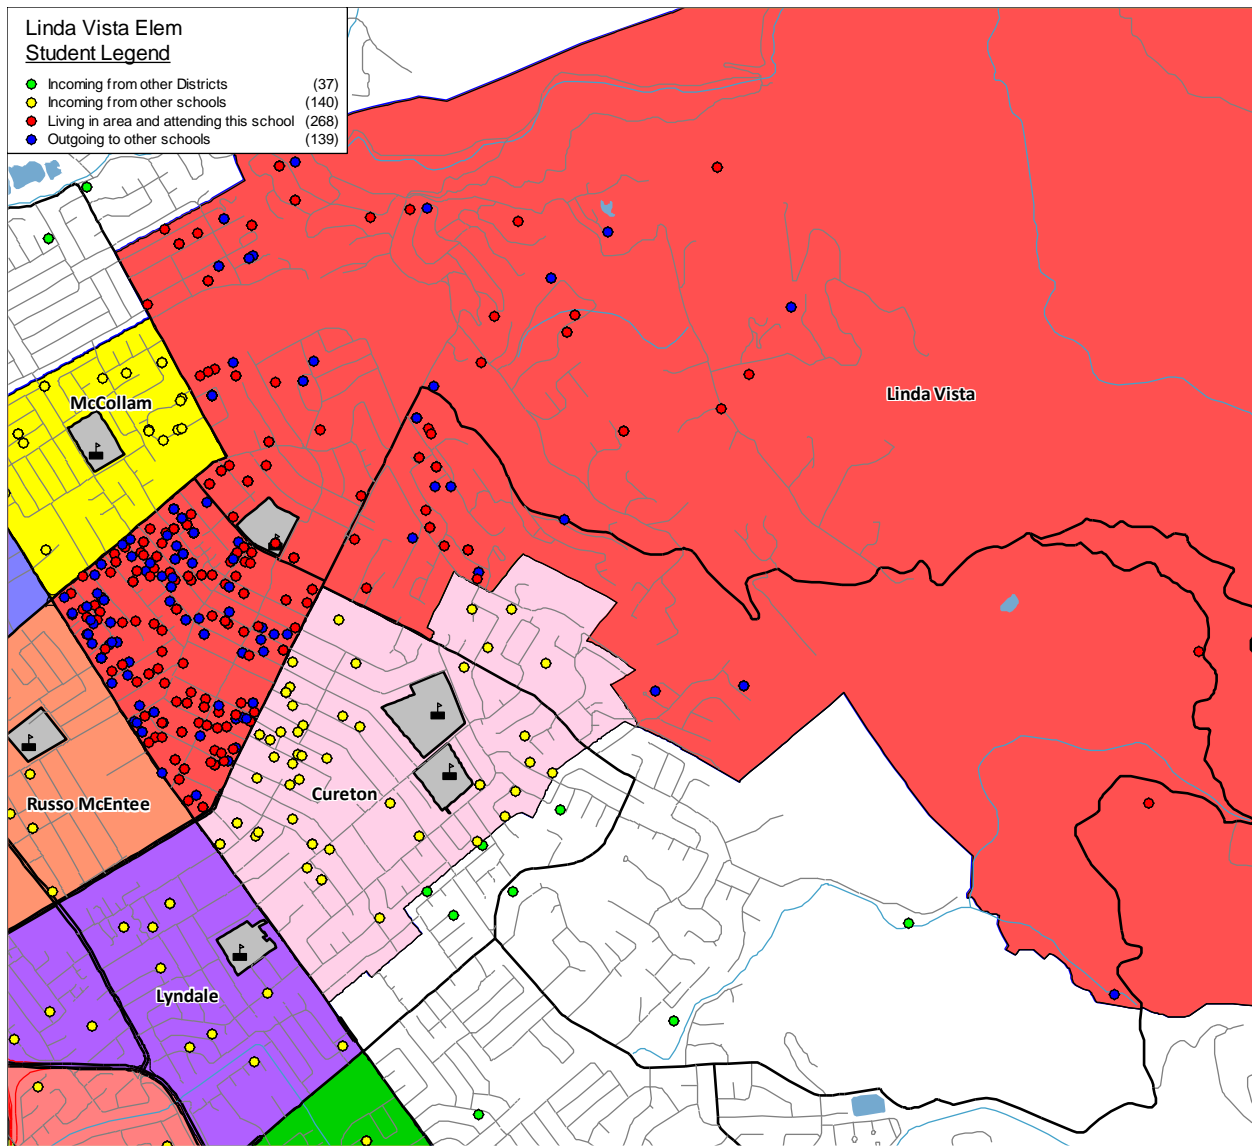 Linda Vista Elem
Student Legend
Incoming from other Districts (37)
Incoming from other schools (140)
Living in area and attending this school (268)
Outgoing to other schools (139)
McCollam
Linda Vista
Cureton
Russo McEntee
Lyndale